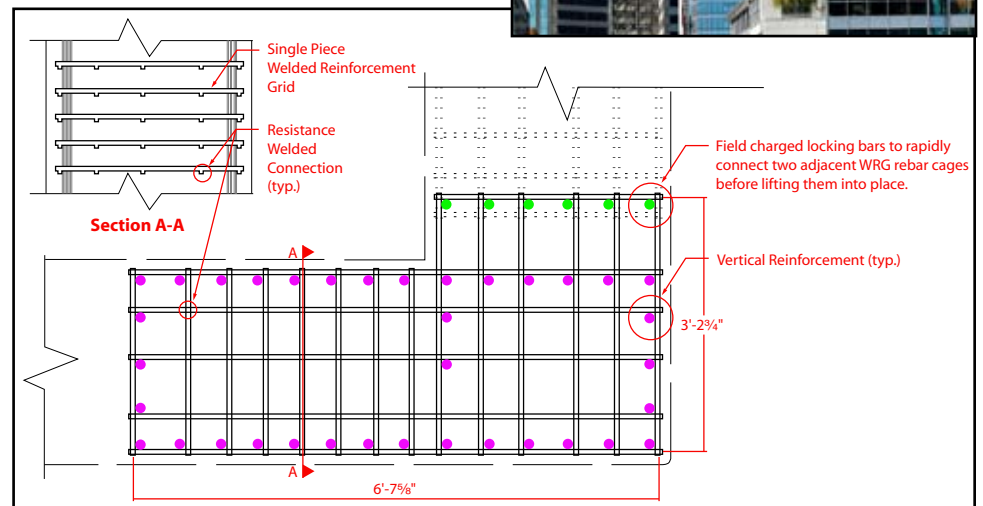 Single Piece
Welded Reinforcement
Grid
Resistance
Welded
Connection
(typ.)
Section A-A
Field charged locking bars to rapidly
connect two adjacent WRG rebar cages
before lifting them into place.
A
Vertical Reinforcement (typ.)
3'-2¾"
A
6'-7⅝"